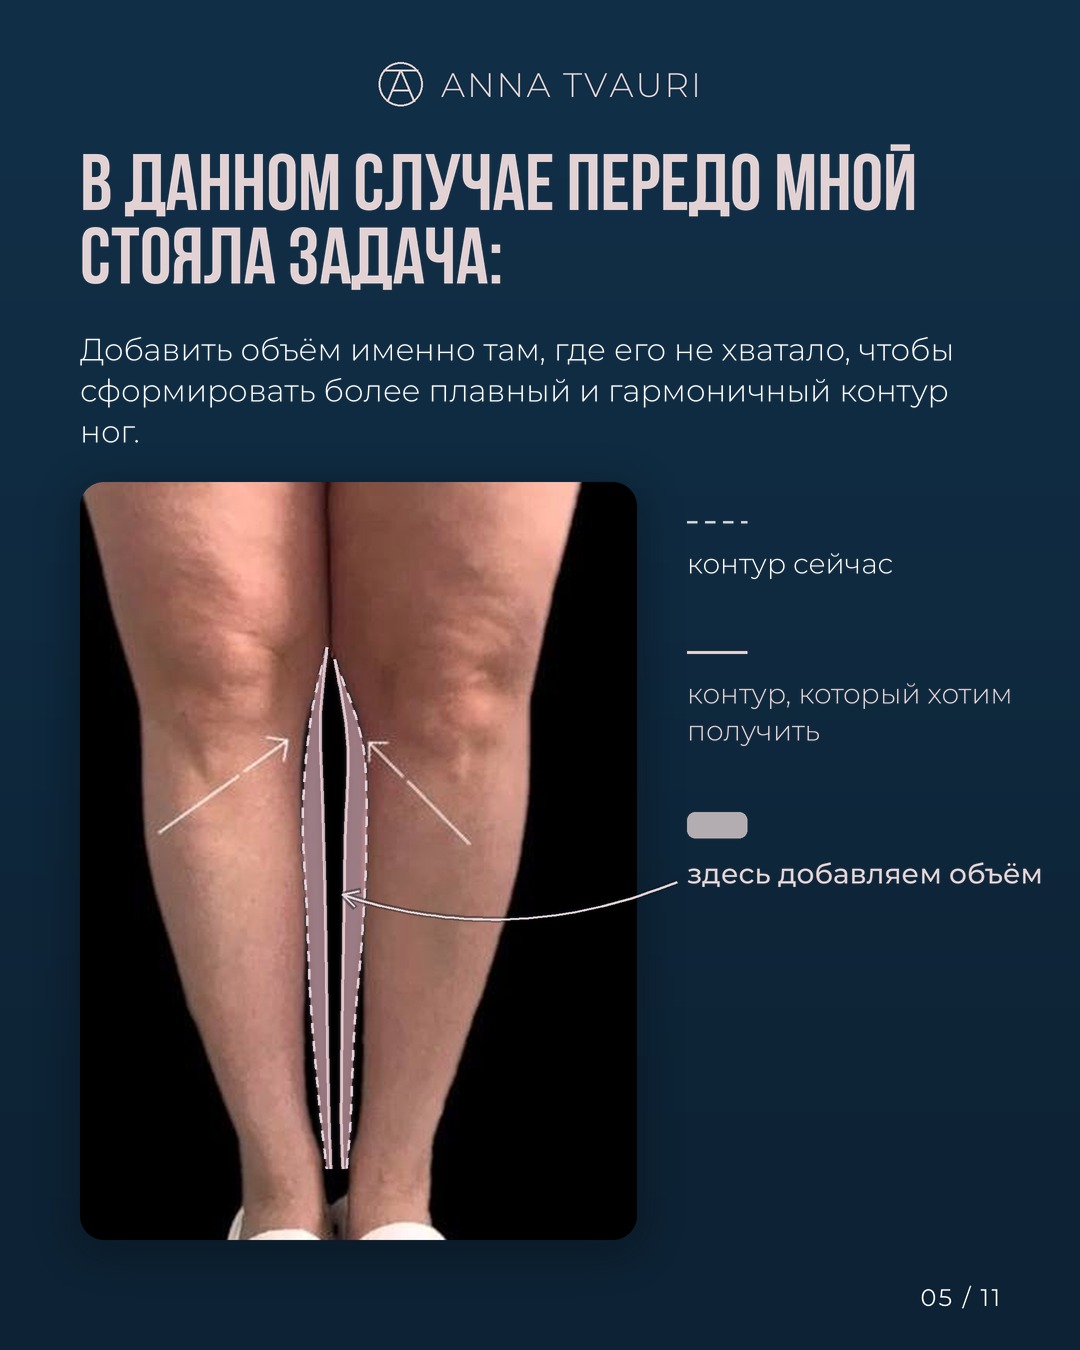 ANNA TVAURI
В ДАННОМ СЛУЧАЕ ПЕРЕДО МНОЙ
СТОЯЛА ЗАДАЧА:
Добавить объём именно там, где его не хватало, чтобы
сформировать более плавный и гармоничный контур
ног.
контур сейчас
контур, который хотим
получить
здесь добавляем объём
05 / 11